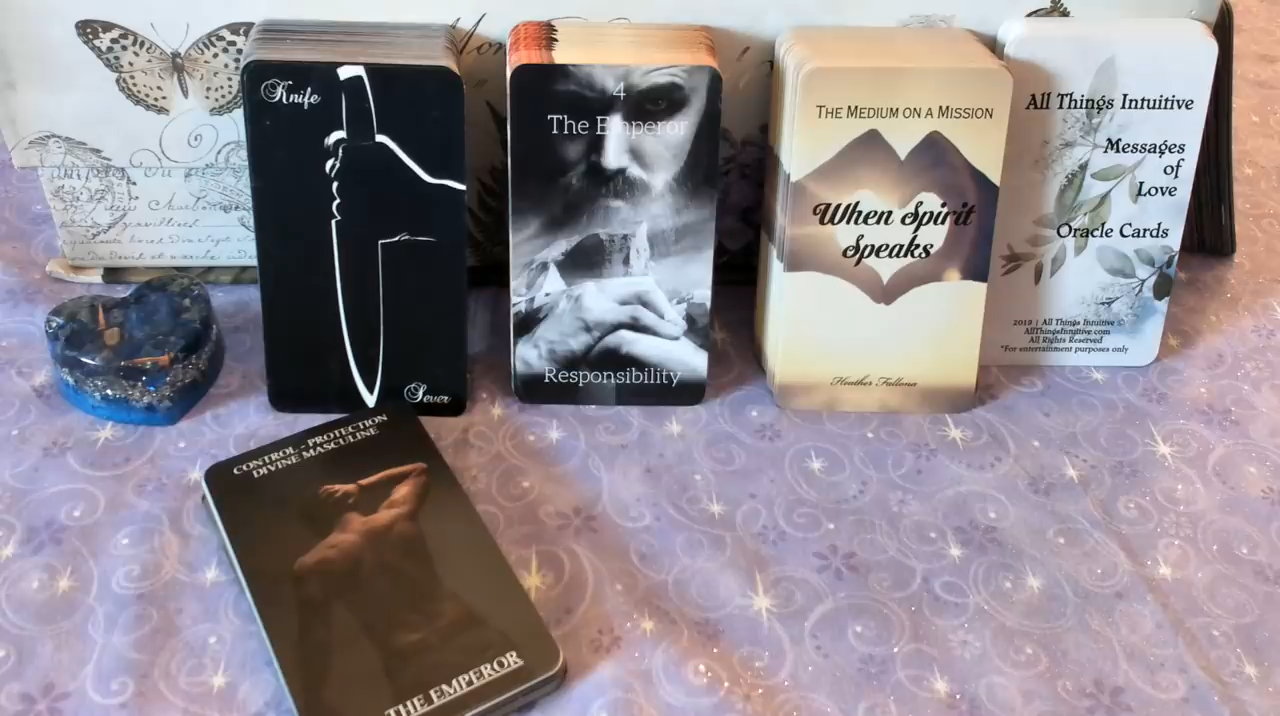 Knife
Sever
4
The Emperor
Responsibility
THE MEDIUM ON A MISSION
When Spirit
Speaks
Heather Fallona
All Things Intuitive
Messages
of
Love
Oracle Cards
2019 | All Things Intuitive ©
AllThingsIntuitive.com
All Rights Reserved
*For entertainment purposes only
CONTROL - PROTECTION
DIVINE MASCULINE
THE EMPEROR